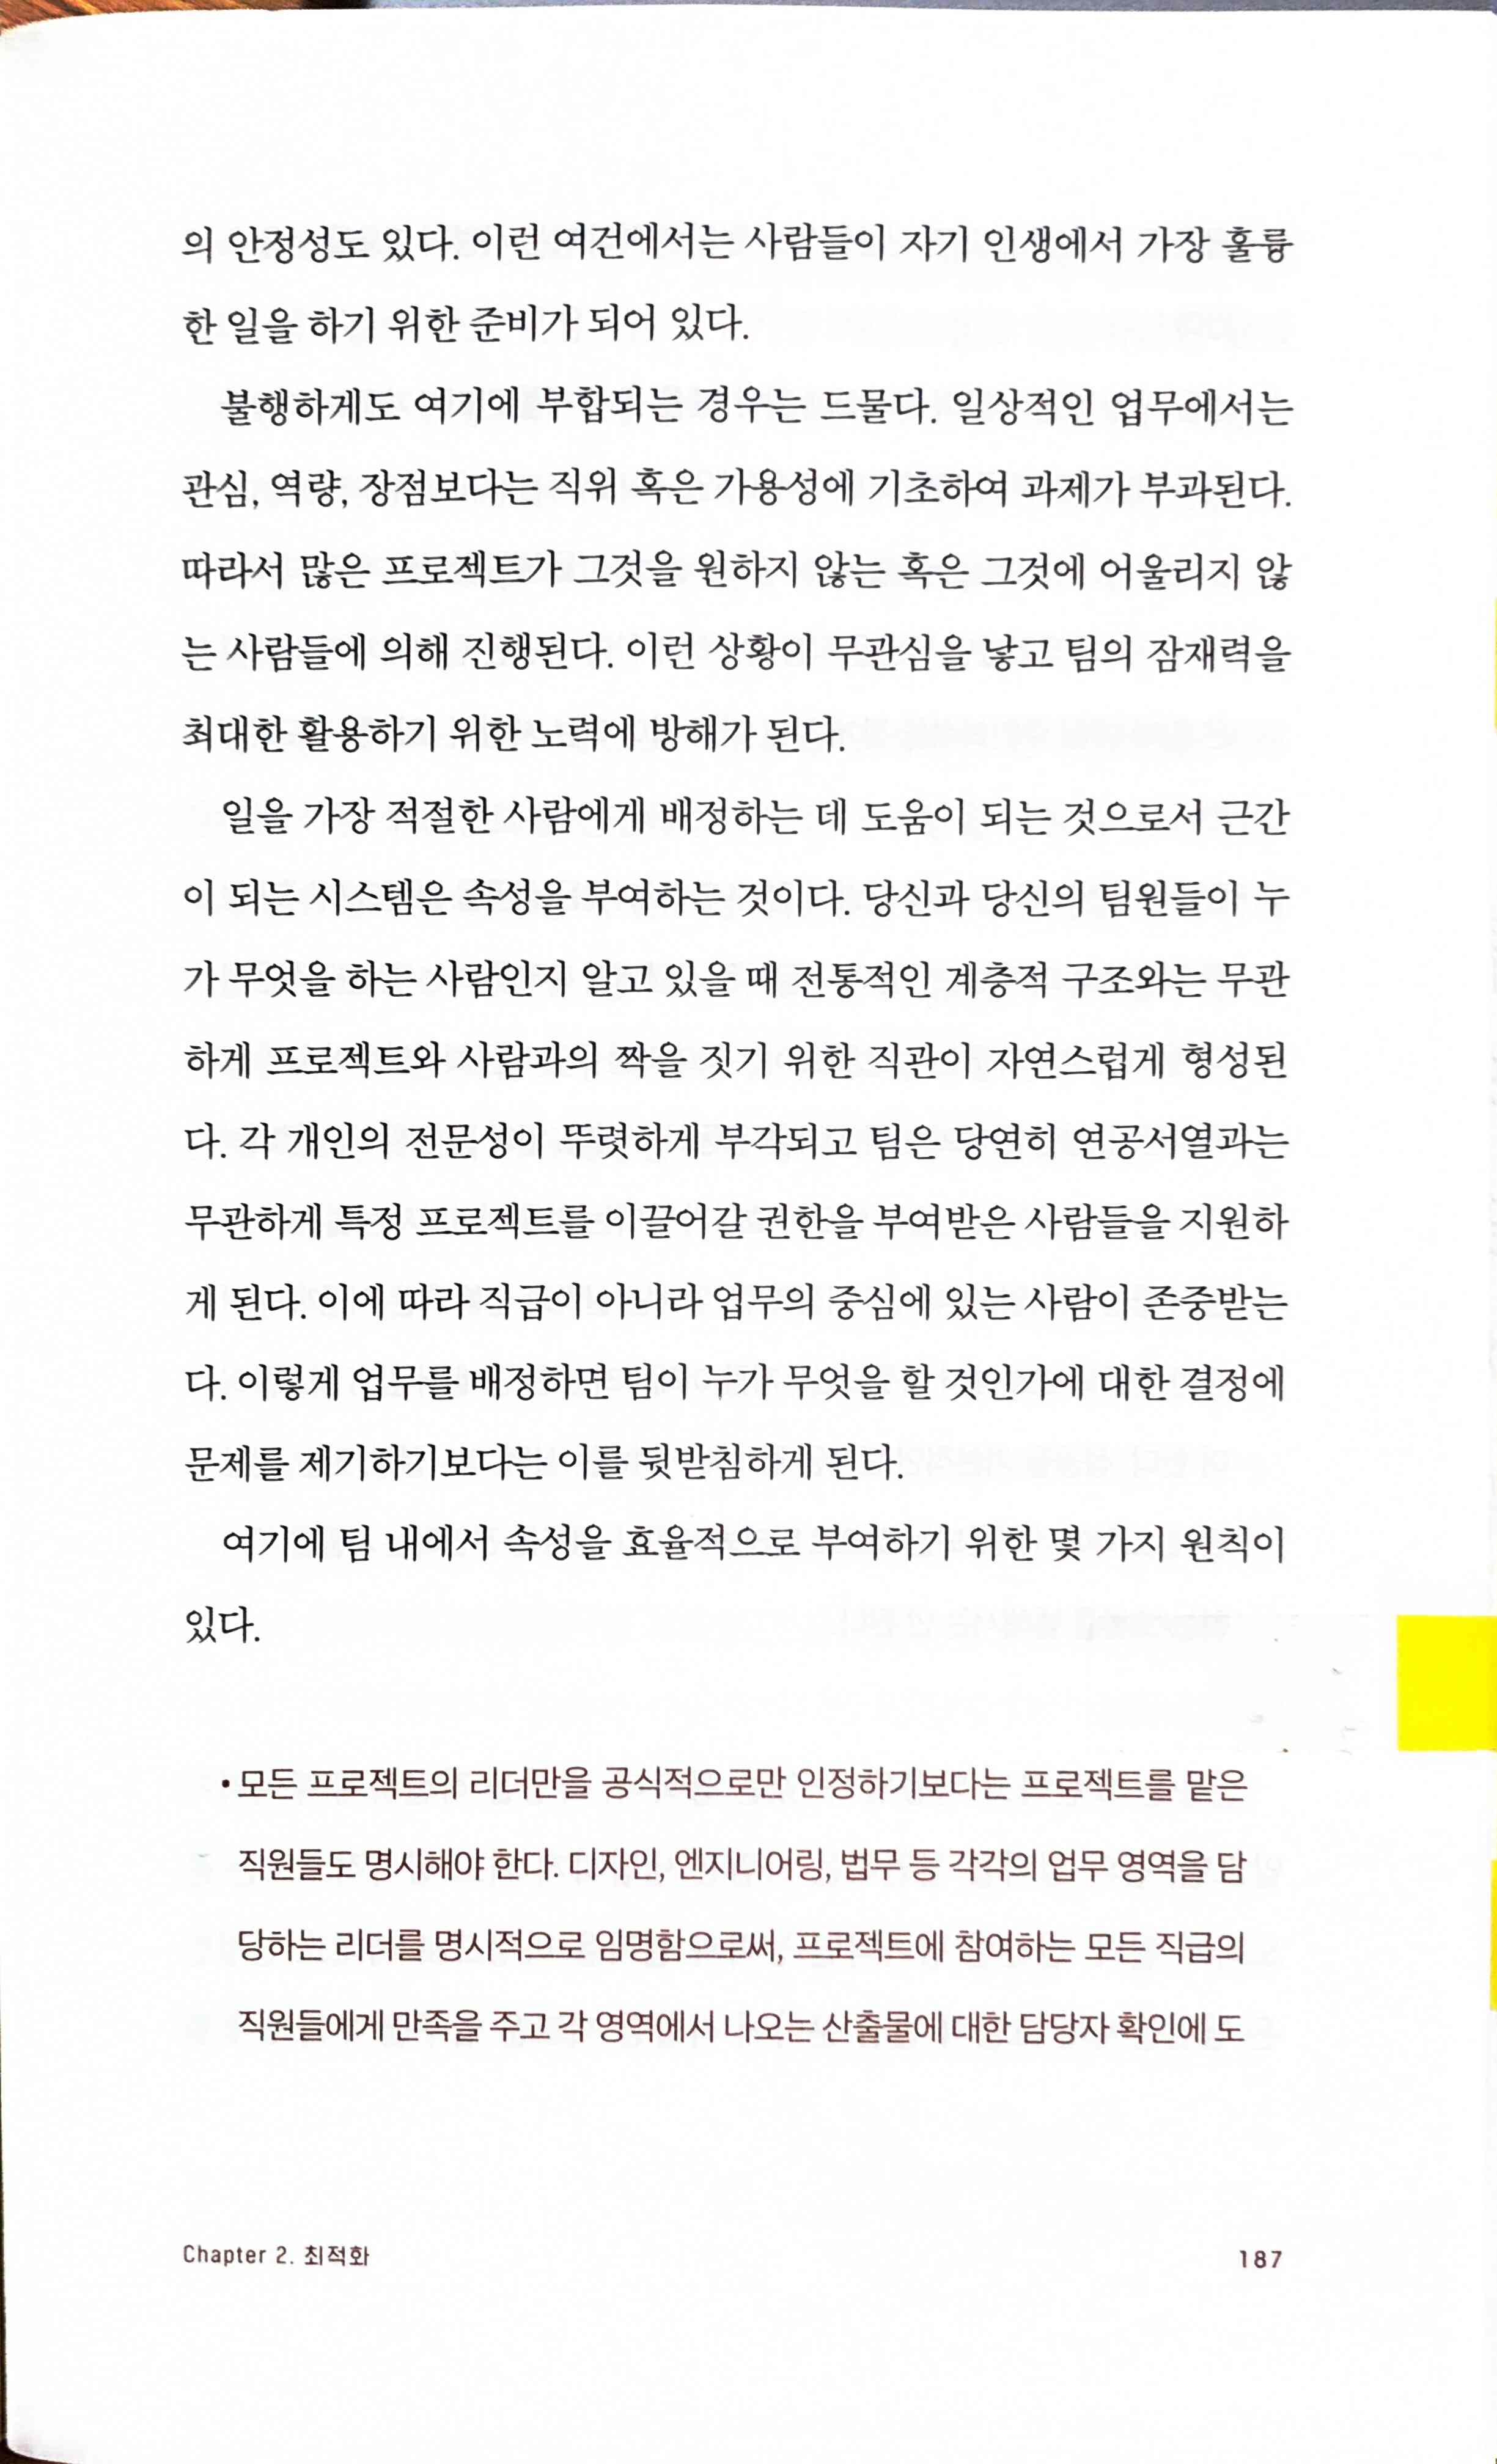 의 안정성도 있다. 이런 여건에서는 사람들이 자기 인생에서 가장 훌륭
한 일을 하기 위한 준비가 되어 있다.
불행하게도 여기에 부합되는 경우는 드물다. 일상적인 업무에서는
관심, 역량, 장점보다는 직위 혹은 가용성에 기초하여 과제가 부과된다.
따라서 많은 프로젝트가 그것을 원하지 않는 혹은 그것에 어울리지 않
는 사람들에 의해 진행된다. 이런 상황이 무관심을 낳고 팀의 잠재력을
최대한 활용하기 위한 노력에 방해가 된다.
일을 가장 적절한 사람에게 배정하는 데 도움이 되는 것으로서 근간
이 되는 시스템은 속성을 부여하는 것이다. 당신과 당신의 팀원들이 누
가 무엇을 하는 사람인지 알고 있을 때 전통적인 계층적 구조와는 무관
하게 프로젝트와 사람과의 짝을 짓기 위한 직관이 자연스럽게 형성된
다. 각 개인의 전문성이 뚜렷하게 부각되고 팀은 당연히 연공서열과는
무관하게 특정 프로젝트를 이끌어갈 권한을 부여받은 사람들을 지원하
게 된다. 이에 따라 직급이 아니라 업무의 중심에 있는 사람이 존중받는
다. 이렇게 업무를 배정하면 팀이 누가 무엇을 할 것인가에 대한 결정에
문제를 제기하기보다는 이를 뒷받침하게 된다.
여기에 팀 내에서 속성을 효율적으로 부여하기 위한 몇 가지 원칙이
있다.
• 모든 프로젝트의 리더만을 공식적으로만 인정하기보다는 프로젝트를 맡은
직원들도 명시해야 한다. 디자인, 엔지니어링, 법무 등 각각의 업무 영역을 담
당하는 리더를 명시적으로 임명함으로써, 프로젝트에 참여하는 모든 직급의
직원들에게 만족을 주고 각 영역에서 나오는 산출물에 대한 담당자 확인에 도
Chapter 2. 최적화
187